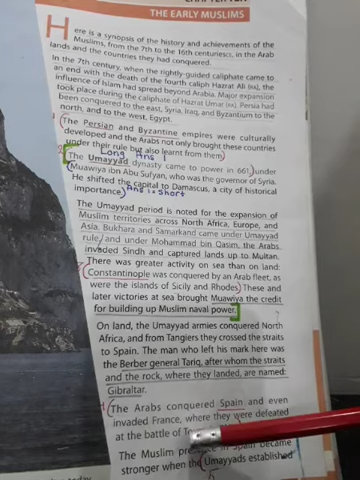 THE EARLY MUSLIMS
Here is a synopsis of the history and achievements of the
Muslims, from the 7th to the 16th centuries, in the Arab
lands and the countries they had conquered.
In the 7th century, when the rightly-guided caliphate came to
an end with the death of the fourth caliph Hazrat Ali, the
influence of Islam had spread beyond Arabia. Major expansion
took place during the caliphate of Hazrat Umar. Persia had
been conquered to the east, Syria, Iraq, and Byzantium to the
north, and to the west, Egypt.
(The Persian and Byzantine empires were culturally
developed and the Arabs not only brought these countries
under their rule but also learnt from them)
Long Ans 1
[The Umayyad dynasty came to power in 661, under
Muawiya ibn Abu Sufyan, who was the governor of Syria.
He shifted the capital to Damascus, a city of historical
importance.) Ans: short
The Umayyad period is noted for the expansion of
Muslim territories across North Africa, Europe, and
Asia. Bukhara and Samarkand came under Umayyad
rule, and under Mohammad bin Qasim, the Arabs
invaded Sindh and captured lands up to Multan.
There was greater activity on sea than on land:
(Constantinople was conquered by an Arab fleet, as
were the islands of Sicily and Rhodes) These and
later victories at sea brought Muawiya the credit
for building up Muslim naval power.]
On land, the Umayyad armies conquered North
Africa, and from Tangiers they crossed the straits
to Spain. The man who left his mark here was
the Berber general Tariq, after whom the straits
and the rock, where they landed, are named:
Gibraltar.
(The Arabs conquered Spain and even
invaded France, where they were defeated
at the battle of
The Muslim presence in Spain became
stronger when the (Umayyads established